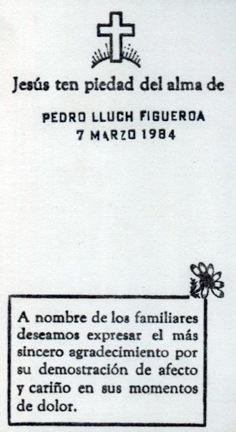 Jesús ten piedad del alma de
PEDRO LLUCH FIGUEROA
7 MARZO 1984
A nombre de los familiares
deseamos expresar el más
sincero agradecimiento por
su demostración de afecto
y cariño en sus momentos
de dolor.